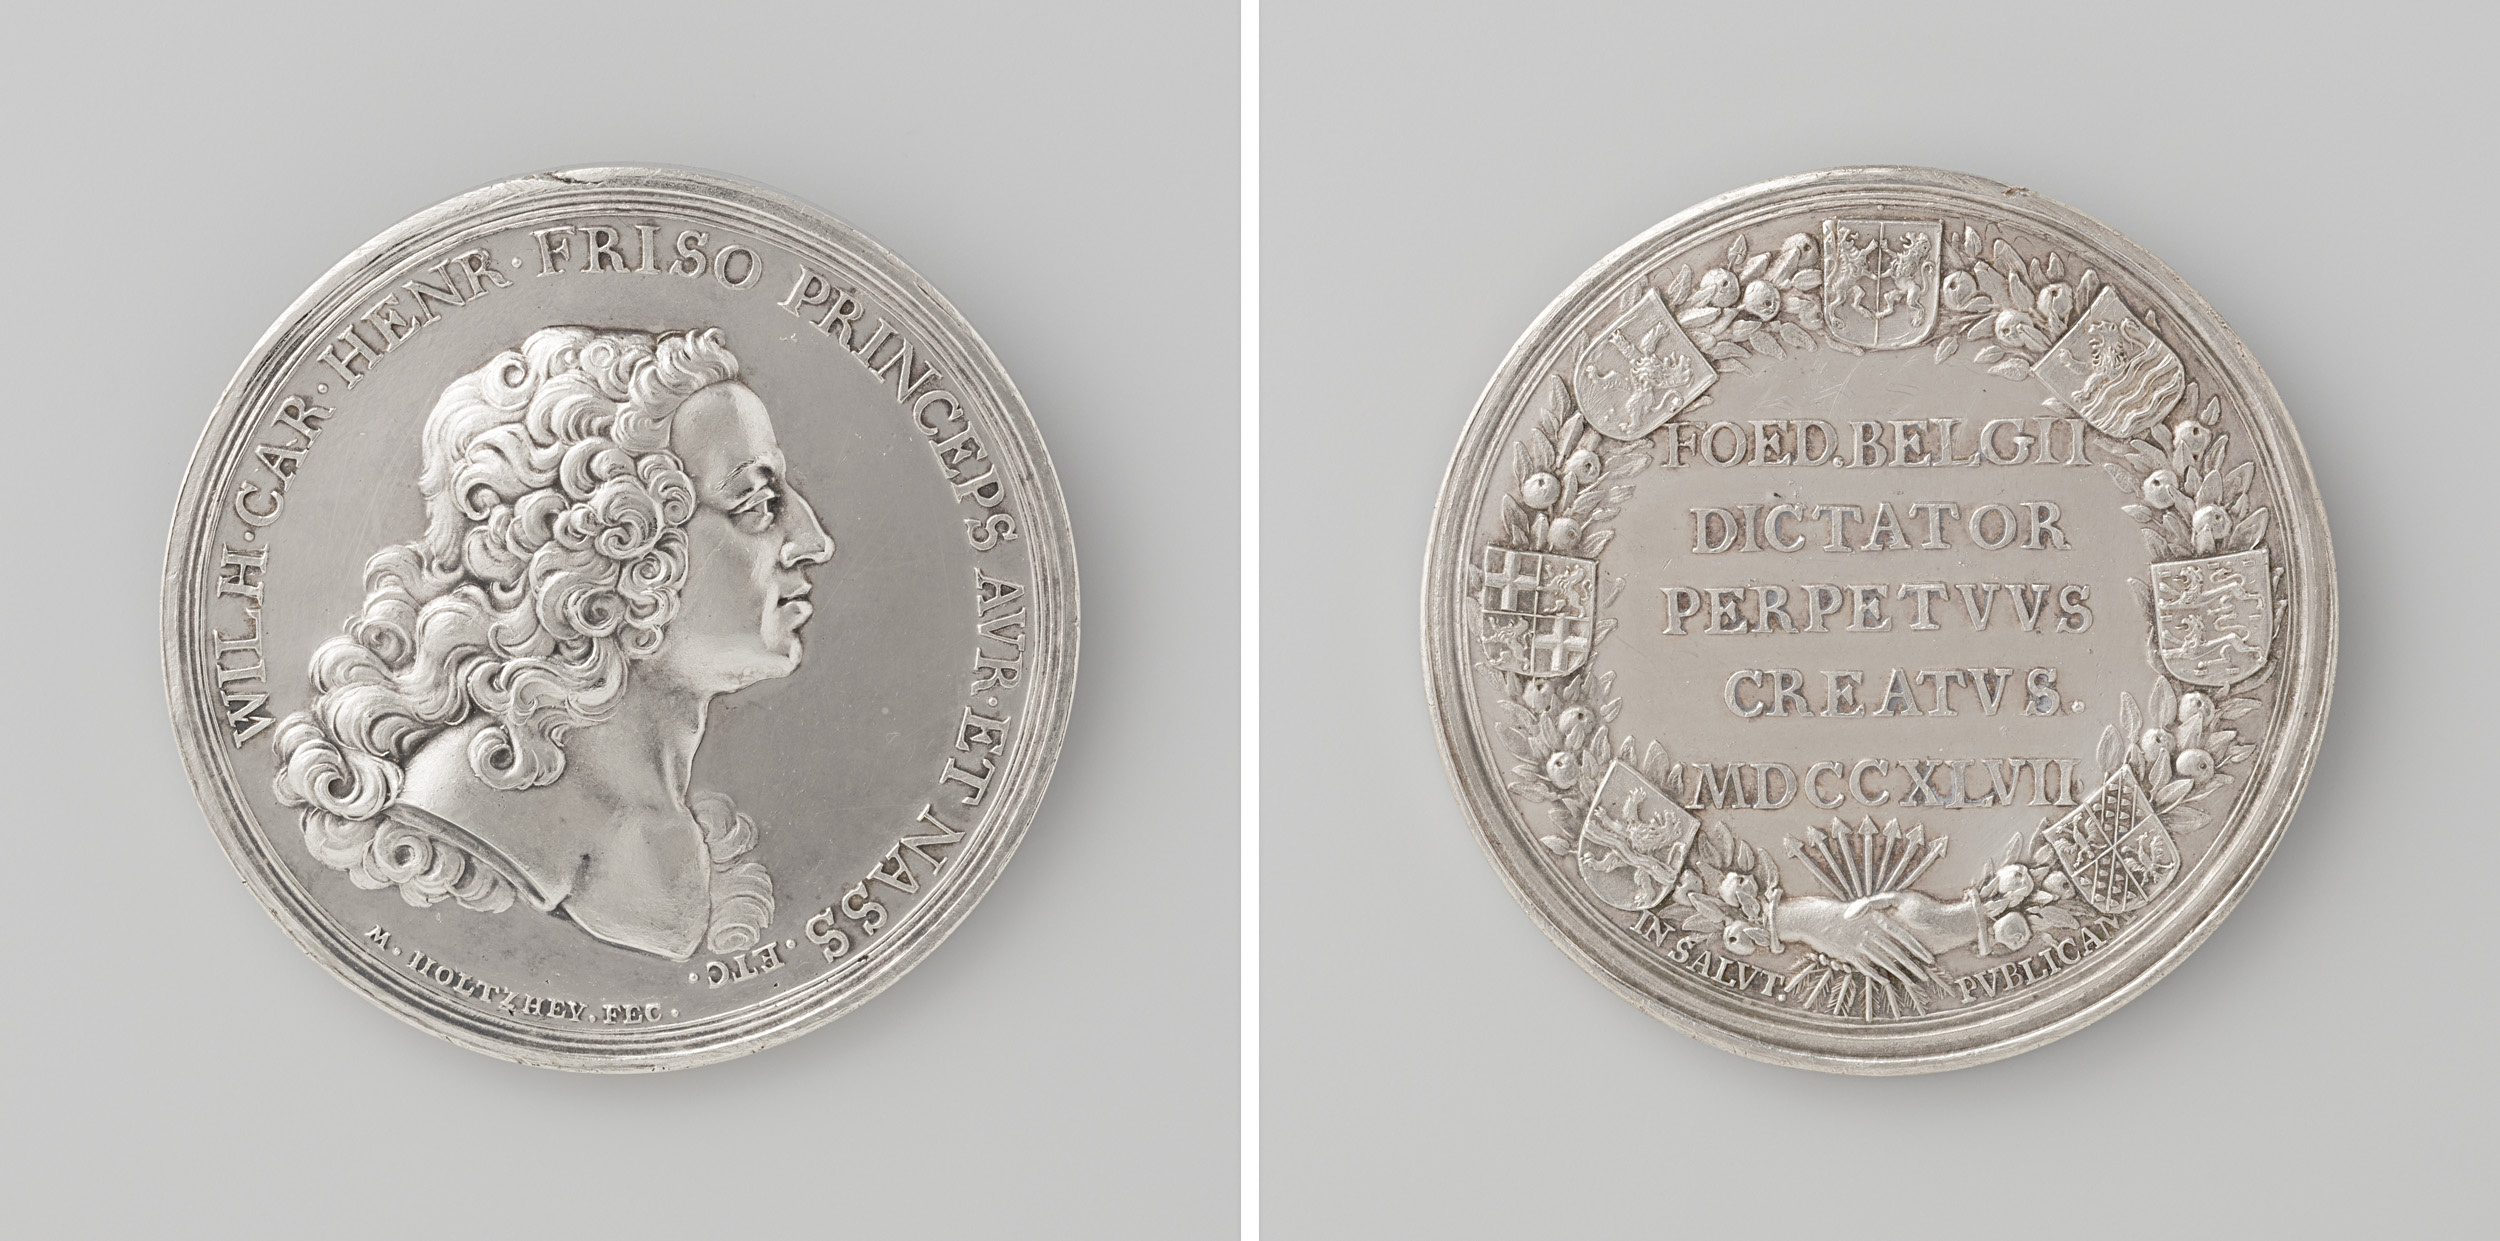 WILH·CAR·HENR·FRISO PRINCEPS AVR·ET NASS·ETC·
M·HOLTZHEY·FEC·
FOED.BELGII
DICTATOR
PERPETVVS
CREATVS.
MDCCXLVII
IN SALVT. PVBLICAM